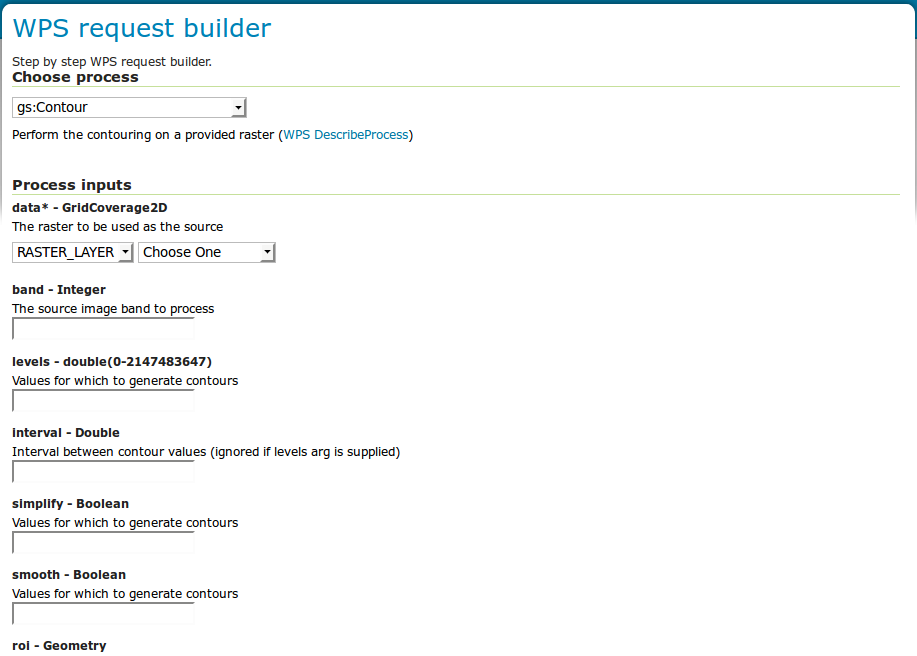 WPS request builder
Step by step WPS request builder.
Choose process
gs:Contour
Perform the contouring on a provided raster (WPS DescribeProcess)
Process inputs
data* - GridCoverage2D
The raster to be used as the source
RASTER_LAYER Choose One
band - Integer
The source image band to process
levels - double(0-2147483647)
Values for which to generate contours
interval - Double
Interval between contour values (ignored if levels arg is supplied)
simplify - Boolean
Values for which to generate contours
smooth - Boolean
Values for which to generate contours
roi - Geometry